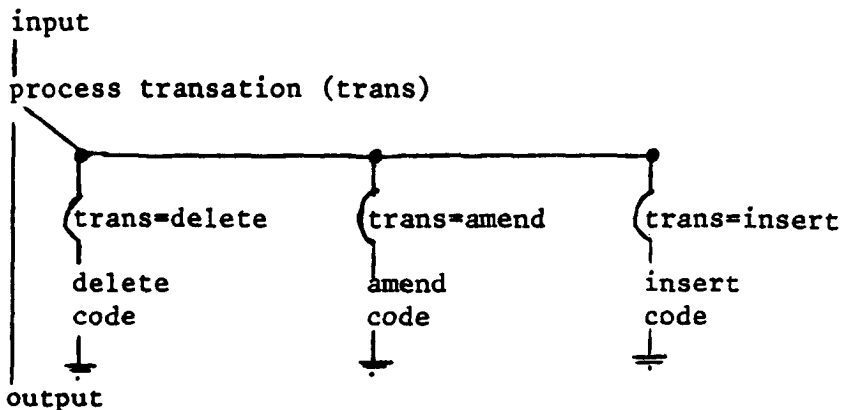 input
process transation (trans)
trans=delete
trans=amend
trans=insert
delete
code
amend
code
insert
code
output